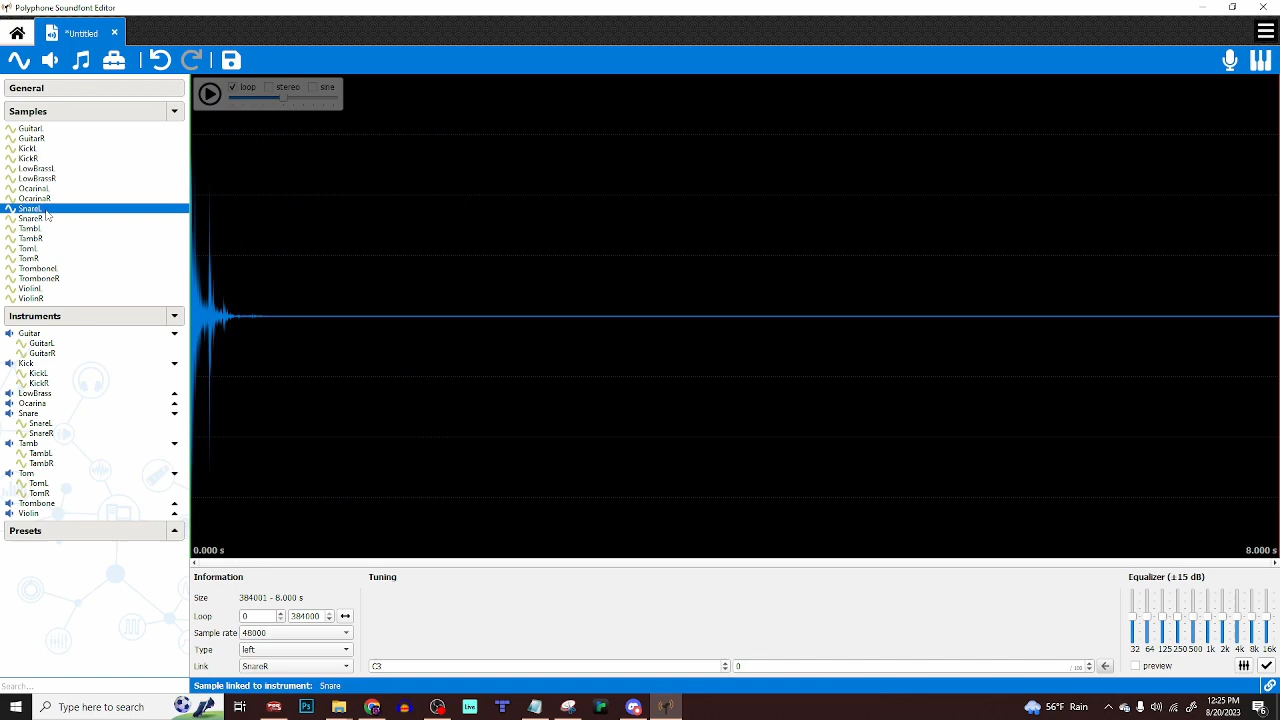 Polyphone Soundfont Editor
*Untitled
General
loop stereo sine
Samples
GuitarL
GuitarR
KickL
KickR
LowBrassL
LowBrassR
OcarinaL
OcarinaR
SnareL
SnareR
TambL
TambR
TomL
TomR
TromboneL
TromboneR
ViolinL
ViolinR
Instruments
Guitar
GuitarL
GuitarR
Kick
KickL
KickR
LowBrass
Ocarina
Snare
SnareL
SnareR
Tamb
TambL
TambR
Tom
TomL
TomR
Trombone
Violin
Presets
0.000 s 8.000 s
Information Tuning Equalizer (±15 dB)
Size 384001 - 8.000 s
Loop 0 384000
Sample rate 48000
Type left
32 64 125 250 500 1k 2k 4k 8k 16k
Link SnareR C3 0 / 100 preview
Search... Sample linked to instrument: Snare
Type here to search Ps Live 56°F Rain 12:25 PM
8/20/2023